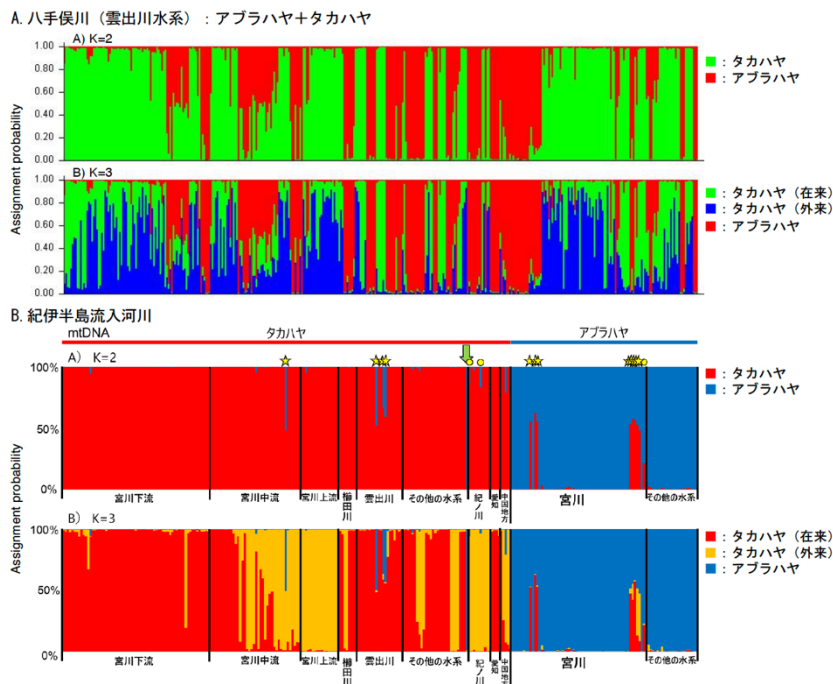 A. 八手俣川（雲出川水系）：アブラハヤ＋タカハヤ
A) K=2
Assignment probability
1.00
0.80
0.60
0.40
0.20
0.00
：タカハヤ
：アブラハヤ
B) K=3
1.00
0.80
0.60
0.40
0.20
0.00
：タカハヤ（在来）
：タカハヤ（外来）
：アブラハヤ
B. 紀伊半島流入河川
mtDNA
タカハヤ
アブラハヤ
A） K=2
Assignment probability
100%
50%
0%
：タカハヤ
：アブラハヤ
宮川下流
宮川中流
宮川上流
櫛田川
雲出川
その他の水系
紀ノ川
愛知
中国地方
宮川
その他の水系
B） K=3
100%
50%
0%
：タカハヤ（在来）
：タカハヤ（外来）
：アブラハヤ
宮川下流
宮川中流
宮川上流
櫛田川
雲出川
その他の水系
紀ノ川
愛知
中国地方
宮川
その他の水系